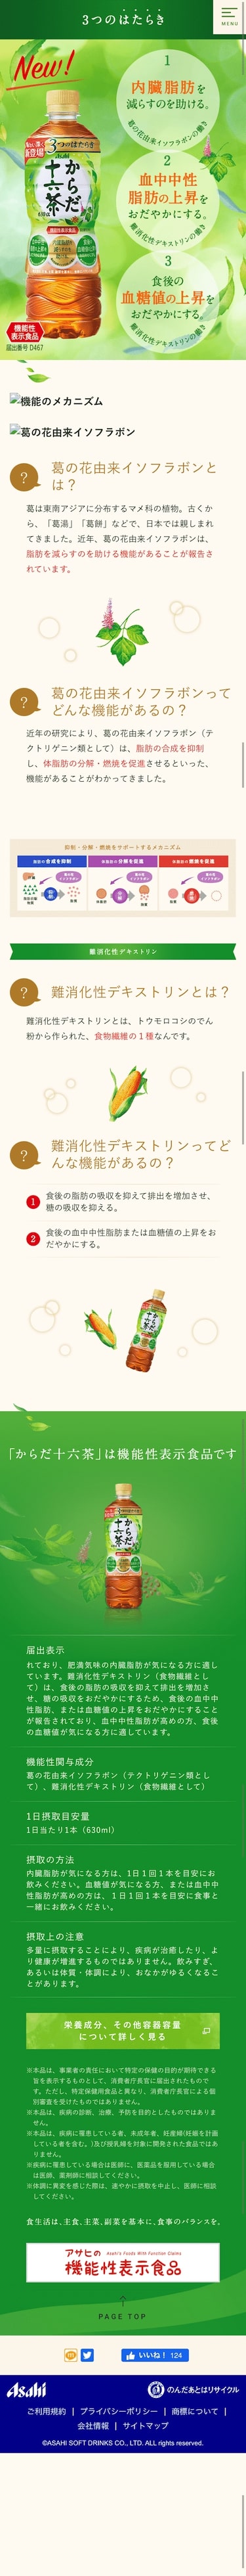 3つのはたらき
MENU
New!
1
内臓脂肪を
減らすのを助ける。
葛の花由来イソフラボンの働き
2
血中中性
脂肪の上昇を
おだやかにする。
難消化性デキストリンの働き
3
食後の
血糖値の上昇を
おだやかにする。
難消化性デキストリンの働き
新登場
3つのはたらき
Asahi
からだ
十六茶
機能性
表示食品
届出番号 D467
機能のメカニズム
葛の花由来イソフラボン
?
葛の花由来イソフラボンと
は？
葛は東南アジアに分布するマメ科の植物。古くか
ら、「葛湯」「葛餅」などで、日本では親しまれ
てきました。近年、葛の花由来イソフラボンは、
脂肪を減らすのを助ける機能があることが報告さ
れています。
?
葛の花由来イソフラボンって
どんな機能があるの？
近年の研究により、葛の花由来イソフラボン（テ
クトリゲニン類として）は、脂肪の合成を抑制
し、体脂肪の分解・燃焼を促進させるといった、
機能があることがわかってきました。
抑制・分解・燃焼をサポートするメカニズム
脂肪の合成を抑制
体脂肪の分解を促進
体脂肪の燃焼を促進
難消化性デキストリン
?
難消化性デキストリンとは？
難消化性デキストリンとは、トウモロコシのでん
粉から作られた、食物繊維の１種なんです。
?
難消化性デキストリンってど
んな機能があるの？
1
食後の脂肪の吸収を抑えて排出を増加させ、
糖の吸収を抑える。
2
食後の血中中性脂肪または血糖値の上昇をお
だやかにする。
「からだ十六茶」は機能性表示食品です
届出表示
れており、肥満気味の内臓脂肪が気になる方に適し
ています。難消化性デキストリン（食物繊維とし
て）は、食後の脂肪の吸収を抑えて排出を増加さ
せ、糖の吸収をおだやかにするため、食後の血中中
性脂肪、または血糖値の上昇をおだやかにすること
が報告されており、血中中性脂肪が高めの方、食後
の血糖値が気になる方に適しています。
機能性関与成分
葛の花由来イソフラボン（テクトリゲニン類とし
て）、難消化性デキストリン（食物繊維として）
1日摂取目安量
1日当たり1本（630ml）
摂取の方法
内臓脂肪が気になる方は、1日１回１本を目安にお
飲みください。血糖値が気になる方、または血中中
性脂肪が高めの方は、１日１回１本を目安に食事と
一緒にお飲みください。
摂取上の注意
多量に摂取することにより、疾病が治癒したり、よ
り健康が増進するものではありません。飲みすぎ、
あるいは体質・体調により、おなかがゆるくなるこ
とがあります。
栄養成分、その他容器容量
について詳しく見る
※本品は、事業者の責任において特定の保健の目的が期待できる
旨を表示するものとして、消費者庁長官に届出されたもので
す。ただし、特定保健用食品と異なり、消費者庁長官による個
別審査を受けたものではありません。
※本品は、疾病の診断、治療、予防を目的としたものではありま
せん。
※本品は、疾病に罹患している者、未成年者、妊産婦(妊娠を計画
している者を含む。)及び授乳婦を対象に開発された食品ではあ
りません。
※疾病に罹患している場合は医師に、医薬品を服用している場合
は医師、薬剤師に相談してください。
※体調に異変を感じた際は、速やかに摂取を中止し、医師に相談
してください。
食生活は、主食、主菜、副菜を基本に、食事のバランスを。
アサヒの
Asahi's Foods With Function Claims
機能性表示食品
PAGE TOP
いいね！ 124
Asahi
のんだあとはリサイクル
ご利用規約 | プライバシーポリシー | 商標について |
会社情報 | サイトマップ
©ASAHI SOFT DRINKS CO., LTD. ALL rights reserved.